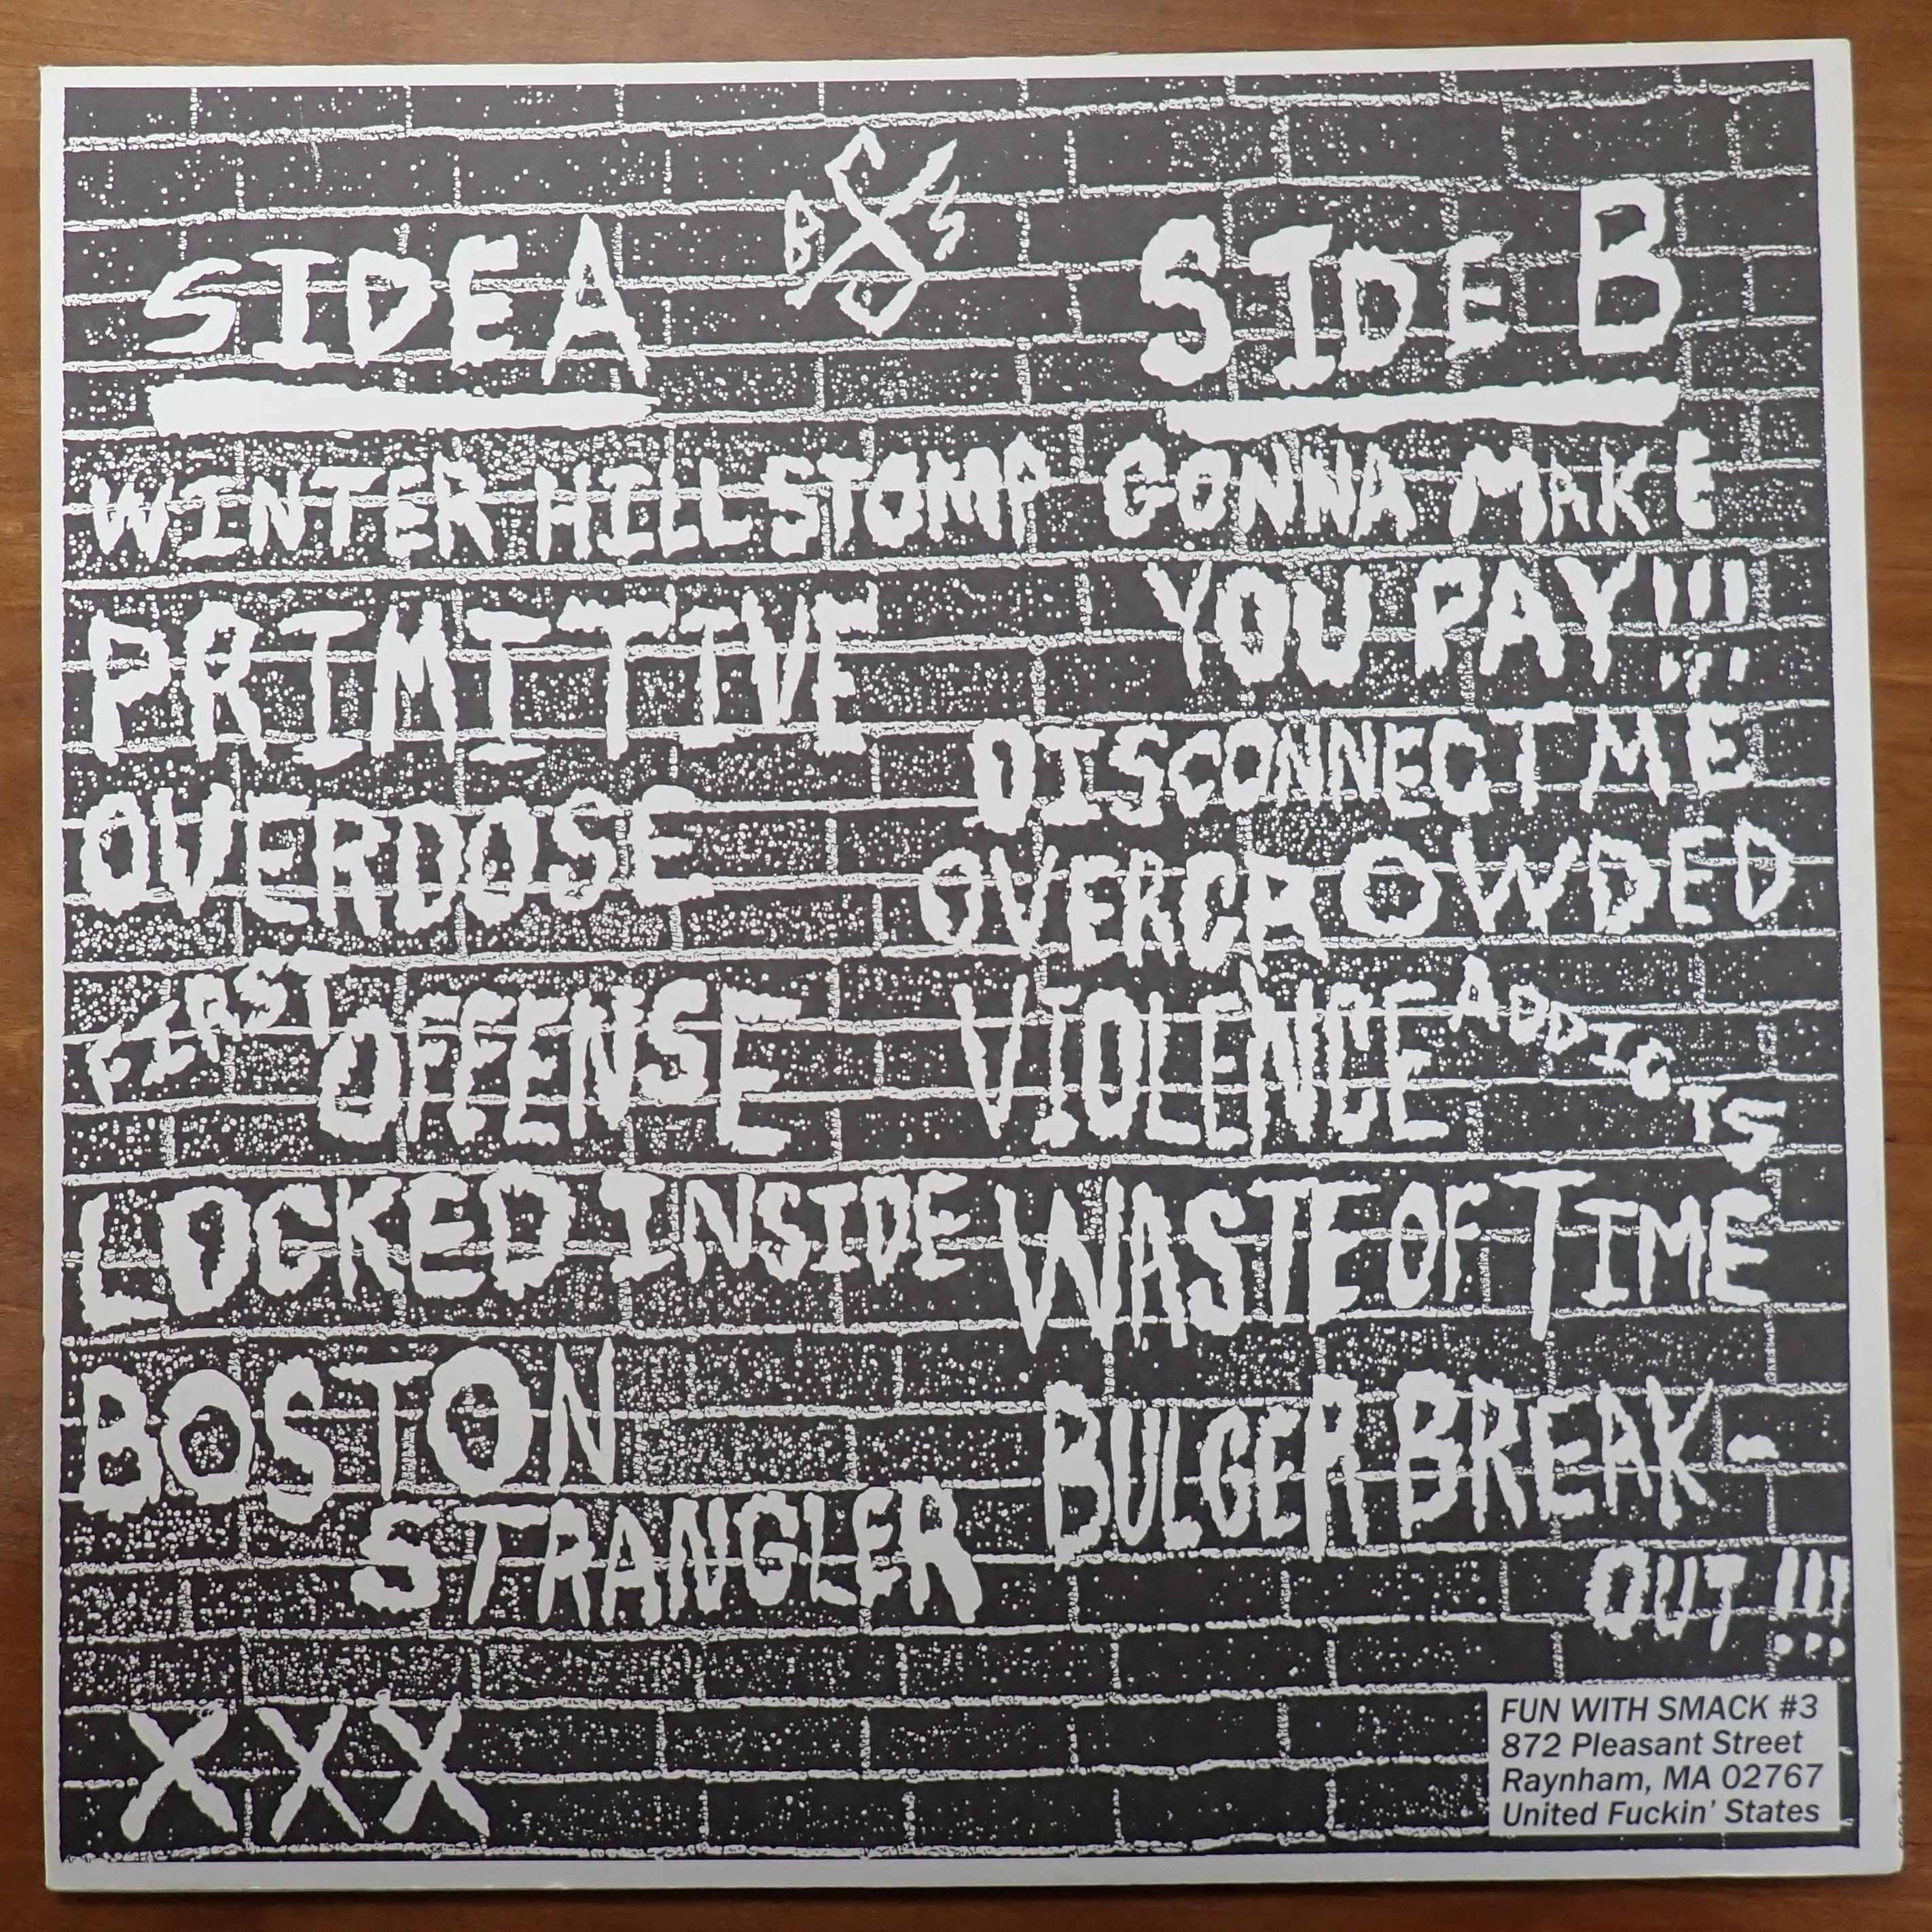 B S
SIDE A
WINTER HILL STOMP
PRIMITIVE
OVERDOSE
FIRST OFFENSE
LOCKED INSIDE
BOSTON
STRANGLER
XXX
SIDE B
GONNA MAKE
YOU PAY!!!
DISCONNECT ME
OVERCROWDED
VIOLENCE ADDICTS
WASTE OF TIME
BULGER BREAK-
OUT!!!
FUN WITH SMACK #3
872 Pleasant Street
Raynham, MA 02767
United Fuckin' States